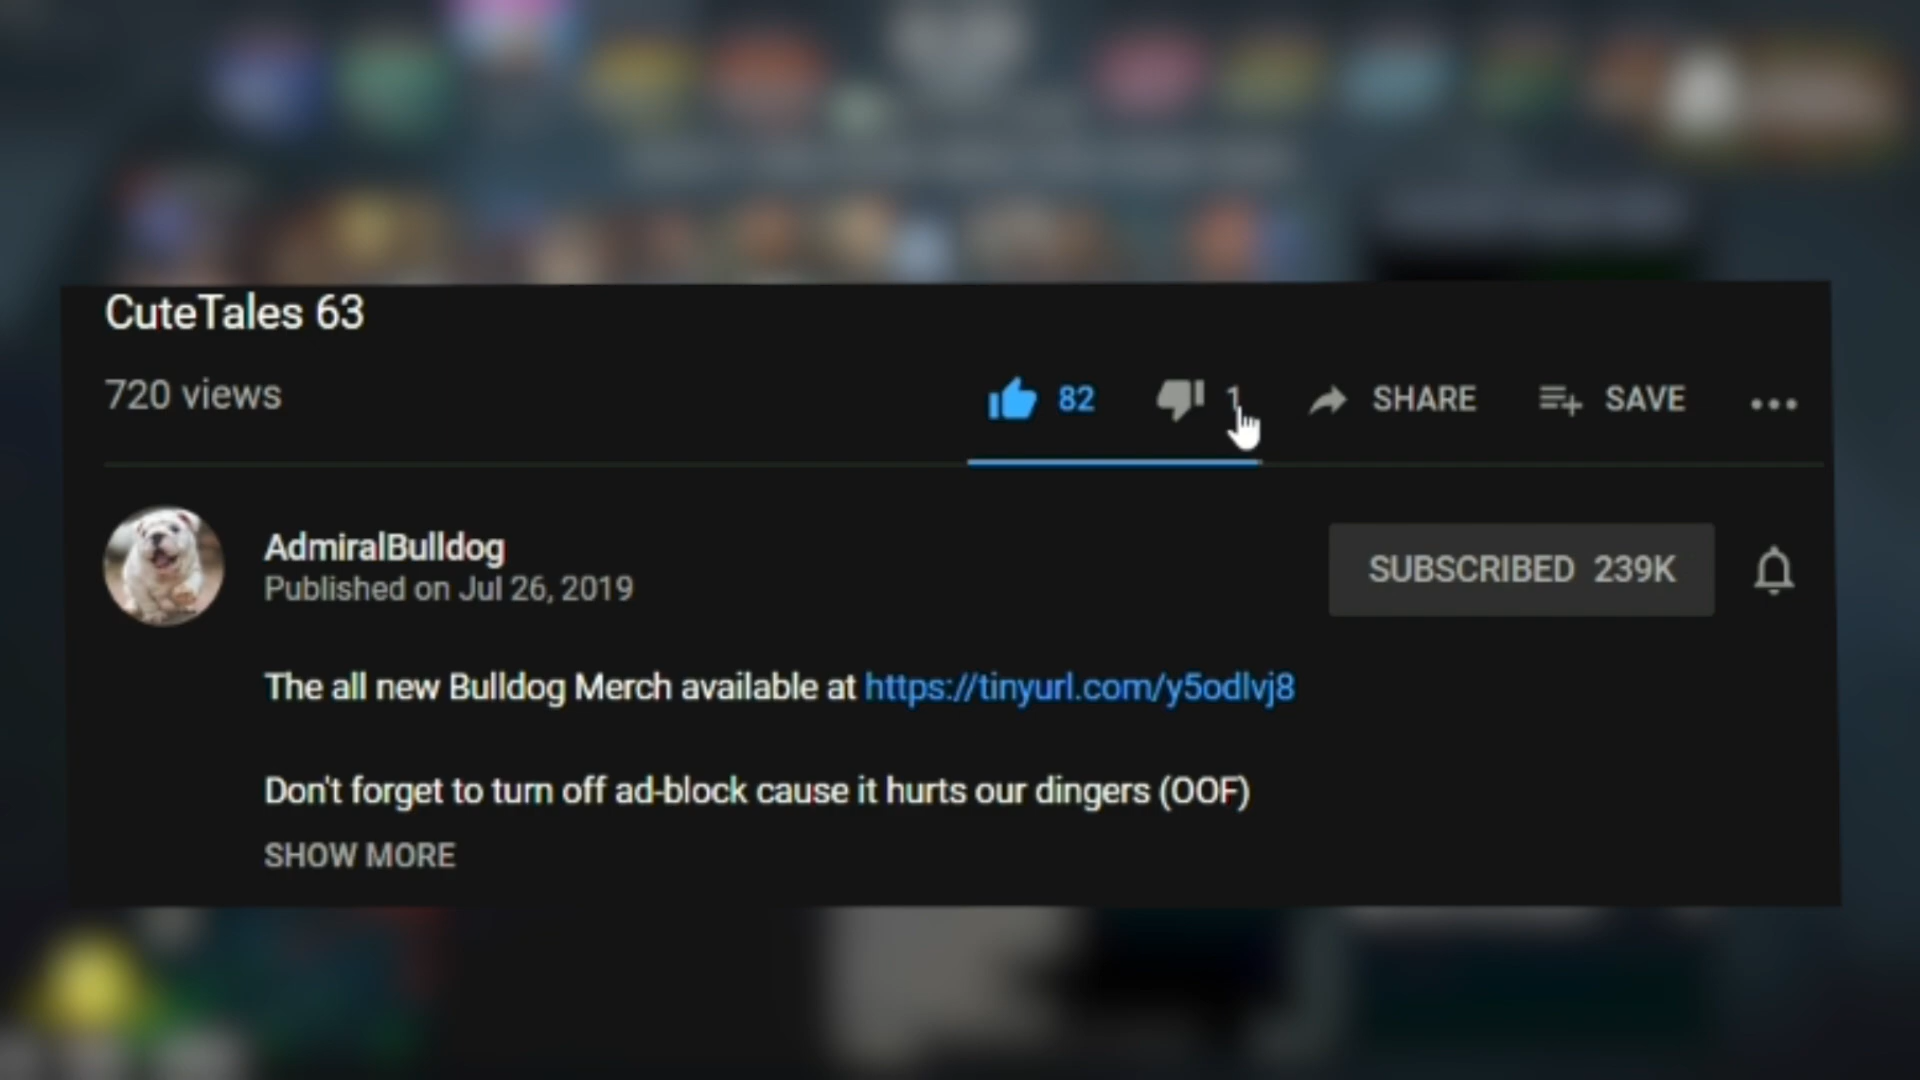 CuteTales 63
720 views
82
1
SHARE
SAVE
AdmiralBulldog
Published on Jul 26, 2019
SUBSCRIBED 239K
The all new Bulldog Merch available at https://tinyurl.com/y5odlvj8
Don't forget to turn off ad-block cause it hurts our dingers (OOF)
SHOW MORE